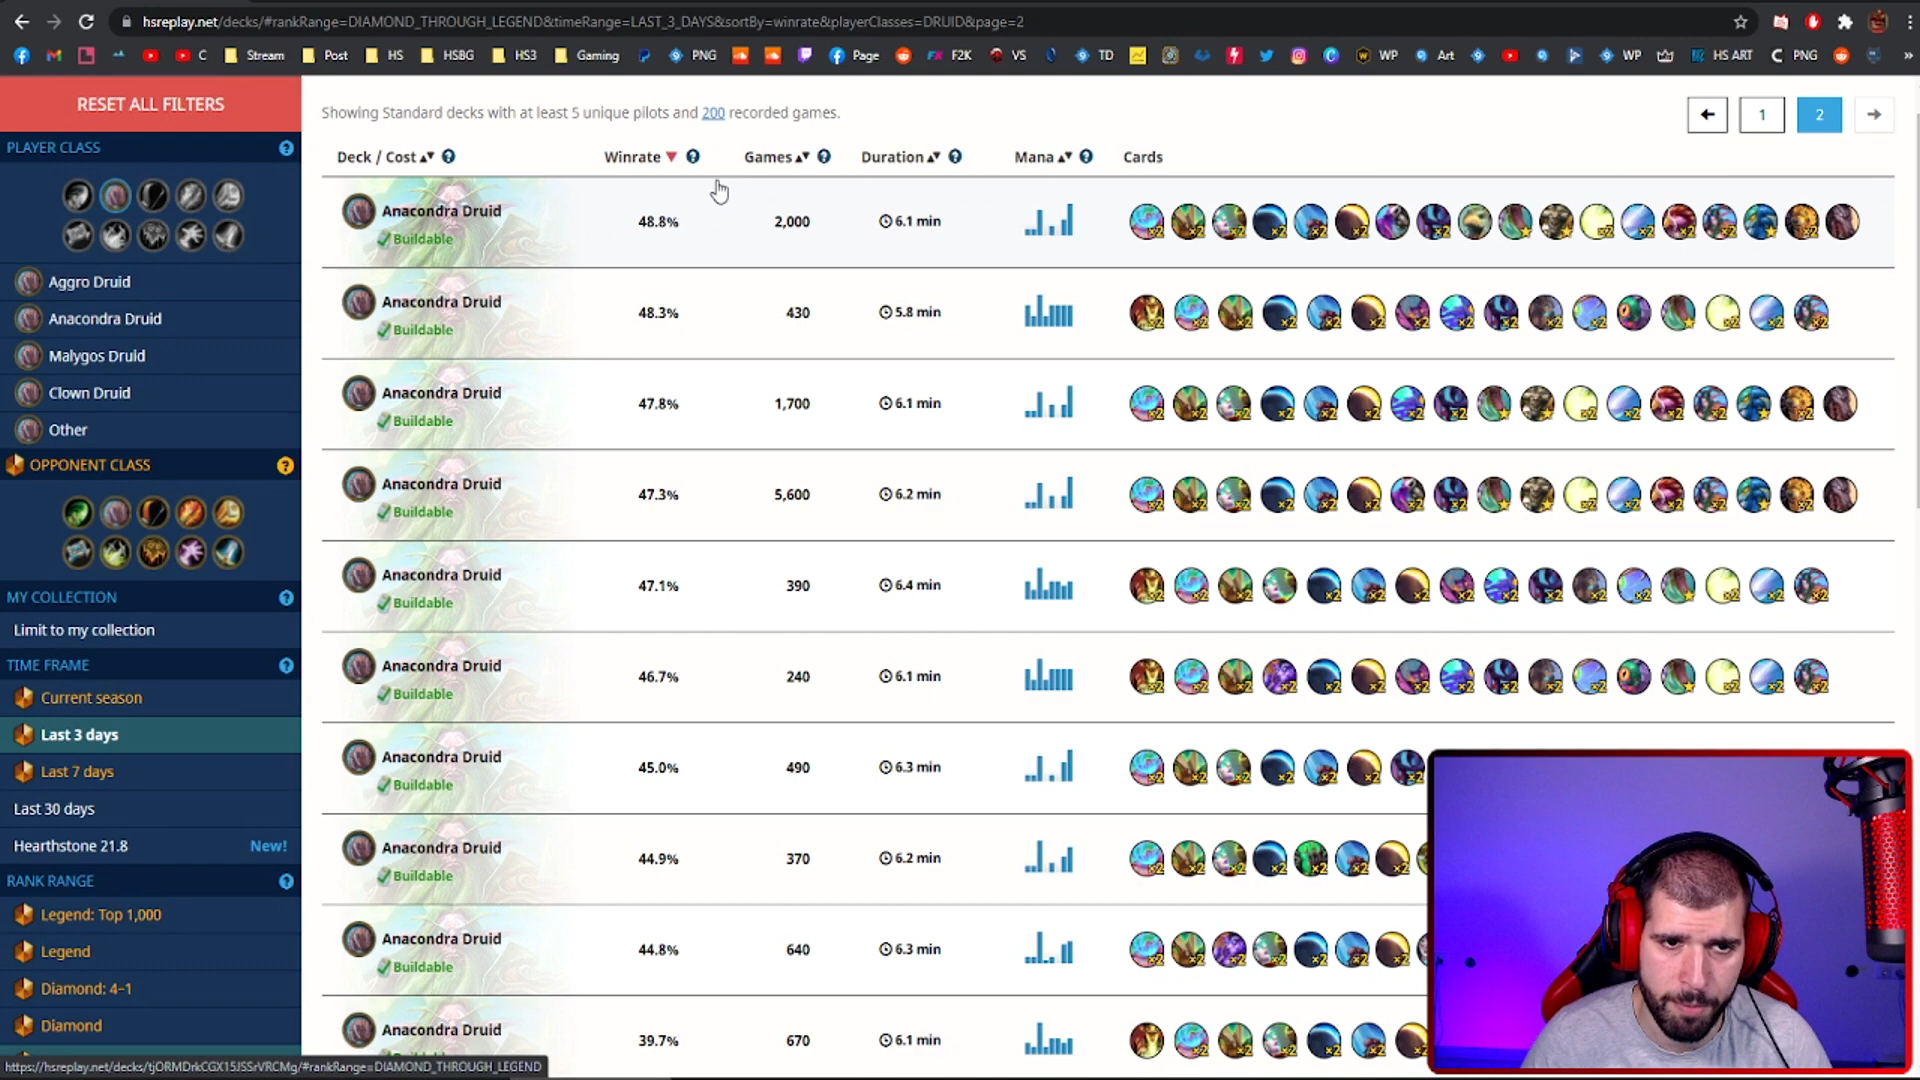 hsreplay.net/decks/#rankRange=DIAMOND_THROUGH_LEGEND&timeRange=LAST_3_DAYS&sortBy=winrate&playerClasses=DRUID&page=2
C Stream Post HS HSBG HS3 Gaming PNG Page F2K VS TD WP Art WP HS ART PNG
RESET ALL FILTERS
PLAYER CLASS
Aggro Druid
Anacondra Druid
Malygos Druid
Clown Druid
Other
OPPONENT CLASS
MY COLLECTION
Limit to my collection
TIME FRAME
Current season
Last 3 days
Last 7 days
Last 30 days
Hearthstone 21.8 New!
RANK RANGE
Legend: Top 1,000
Legend
Diamond: 4–1
Diamond
Showing Standard decks with at least 5 unique pilots and 200 recorded games.
1 2
Deck / Cost Winrate Games Duration Mana Cards
Anacondra Druid
Buildable
48.8% 2,000 6.1 min
Anacondra Druid
Buildable
48.3% 430 5.8 min
Anacondra Druid
Buildable
47.8% 1,700 6.1 min
Anacondra Druid
Buildable
47.3% 5,600 6.2 min
Anacondra Druid
Buildable
47.1% 390 6.4 min
Anacondra Druid
Buildable
46.7% 240 6.1 min
Anacondra Druid
Buildable
45.0% 490 6.3 min
Anacondra Druid
Buildable
44.9% 370 6.2 min
Anacondra Druid
Buildable
44.8% 640 6.3 min
Anacondra Druid
39.7% 670 6.1 min